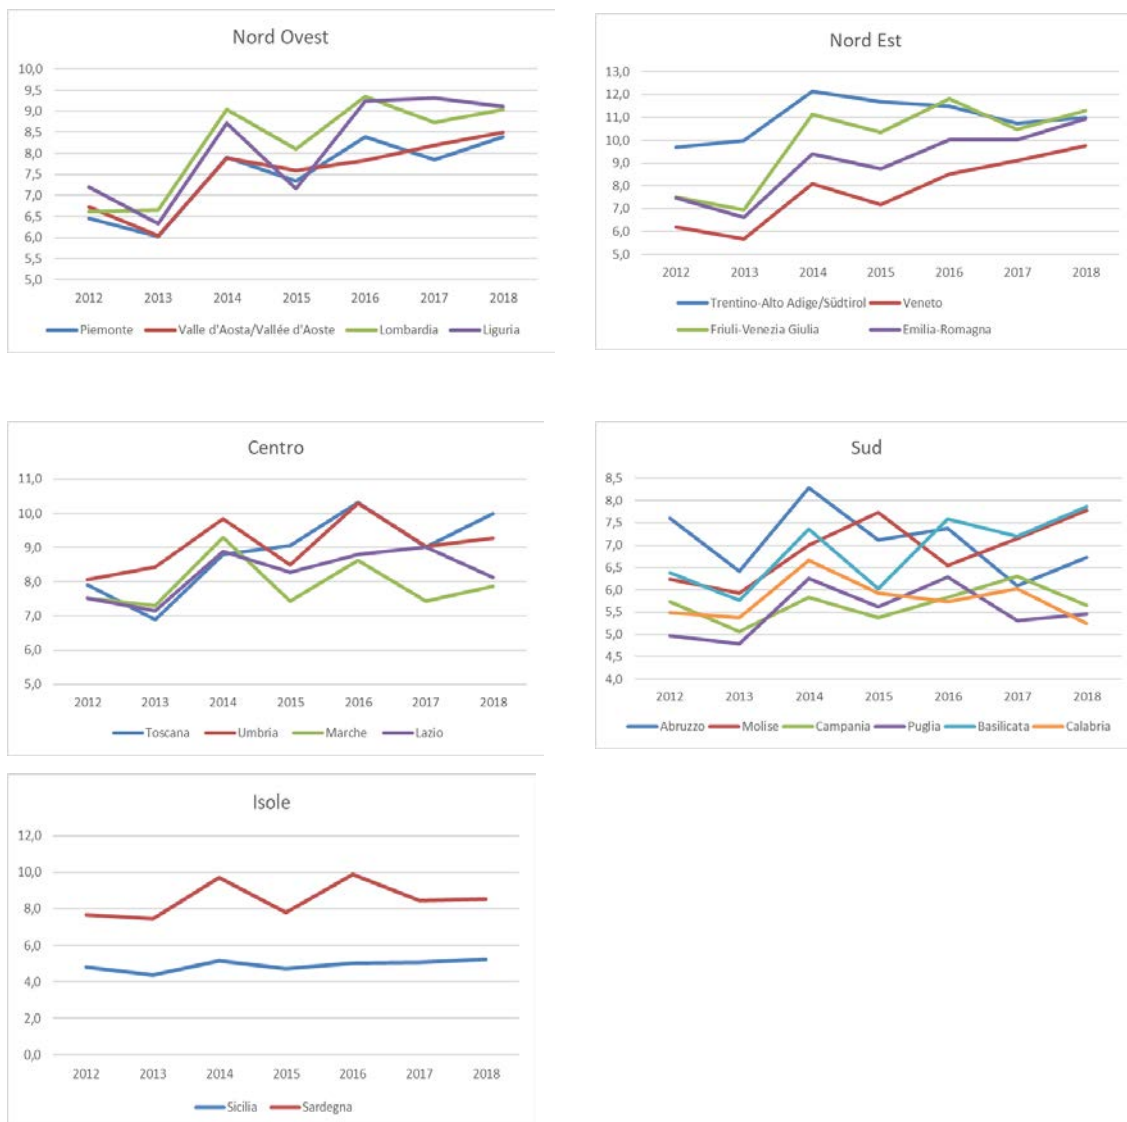 Nord Ovest
10,0
9,5
9,0
8,5
8,0
7,5
7,0
6,5
6,0
5,5
5,0
2012 2013 2014 2015 2016 2017 2018
Piemonte Valle d'Aosta/Vallée d'Aoste Lombardia Liguria
Nord Est
13,0
12,0
11,0
10,0
9,0
8,0
7,0
6,0
5,0
2012 2013 2014 2015 2016 2017 2018
Trentino-Alto Adige/Südtirol Veneto
Friuli-Venezia Giulia Emilia-Romagna
Centro
11,0
10,0
9,0
8,0
7,0
6,0
5,0
2012 2013 2014 2015 2016 2017 2018
Toscana Umbria Marche Lazio
Sud
8,5
8,0
7,5
7,0
6,5
6,0
5,5
5,0
4,5
4,0
2012 2013 2014 2015 2016 2017 2018
Abruzzo Molise Campania Puglia Basilicata Calabria
Isole
12,0
10,0
8,0
6,0
4,0
2,0
0,0
2012 2013 2014 2015 2016 2017 2018
Sicilia Sardegna